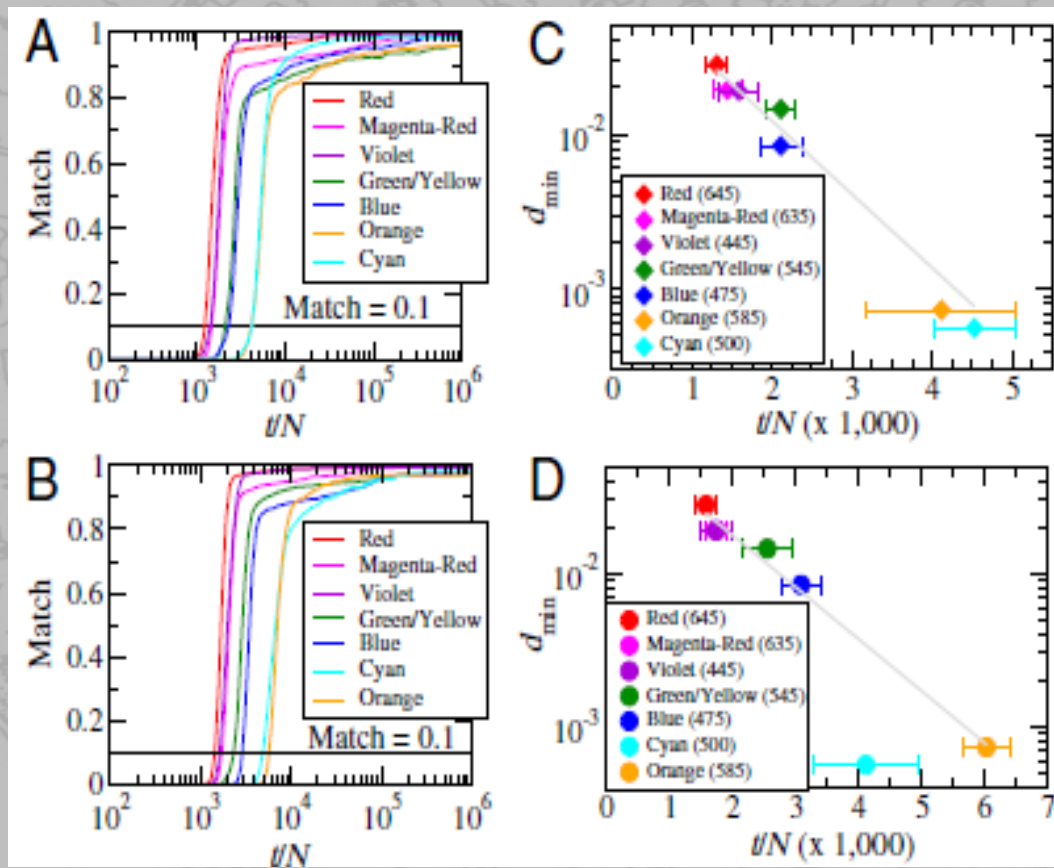 A
Match
1
0.8
0.6
0.4
0.2
0
Red
Magenta-Red
Violet
Green/Yellow
Blue
Orange
Cyan
Match = 0.1
10^2 10^3 10^4 10^5 10^6
t/N
C
d_min
10^-2
10^-3
Red (645)
Magenta-Red (635)
Violet (445)
Green/Yellow (545)
Blue (475)
Orange (585)
Cyan (500)
0 1 2 3 4 5
t/N (x 1,000)
B
Match
1
0.8
0.6
0.4
0.2
0
Red
Magenta-Red
Violet
Green/Yellow
Blue
Cyan
Orange
Match = 0.1
10^2 10^3 10^4 10^5 10^6
t/N
D
d_min
10^-2
10^-3
Red (645)
Magenta-Red (635)
Violet (445)
Green/Yellow (545)
Blue (475)
Cyan (500)
Orange (585)
0 1 2 3 4 5 6 7
t/N (x 1,000)